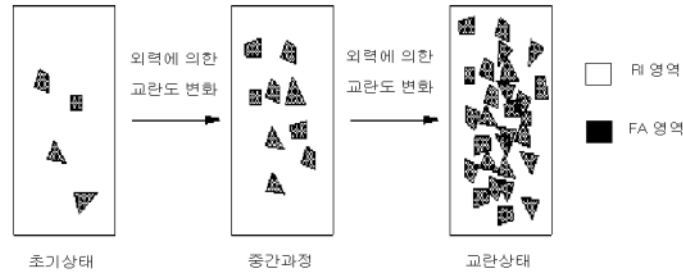 외력에 의한
교란도 변화
외력에 의한
교란도 변화
RI 영역
FA 영역
초기상태
중간과정
교란상태